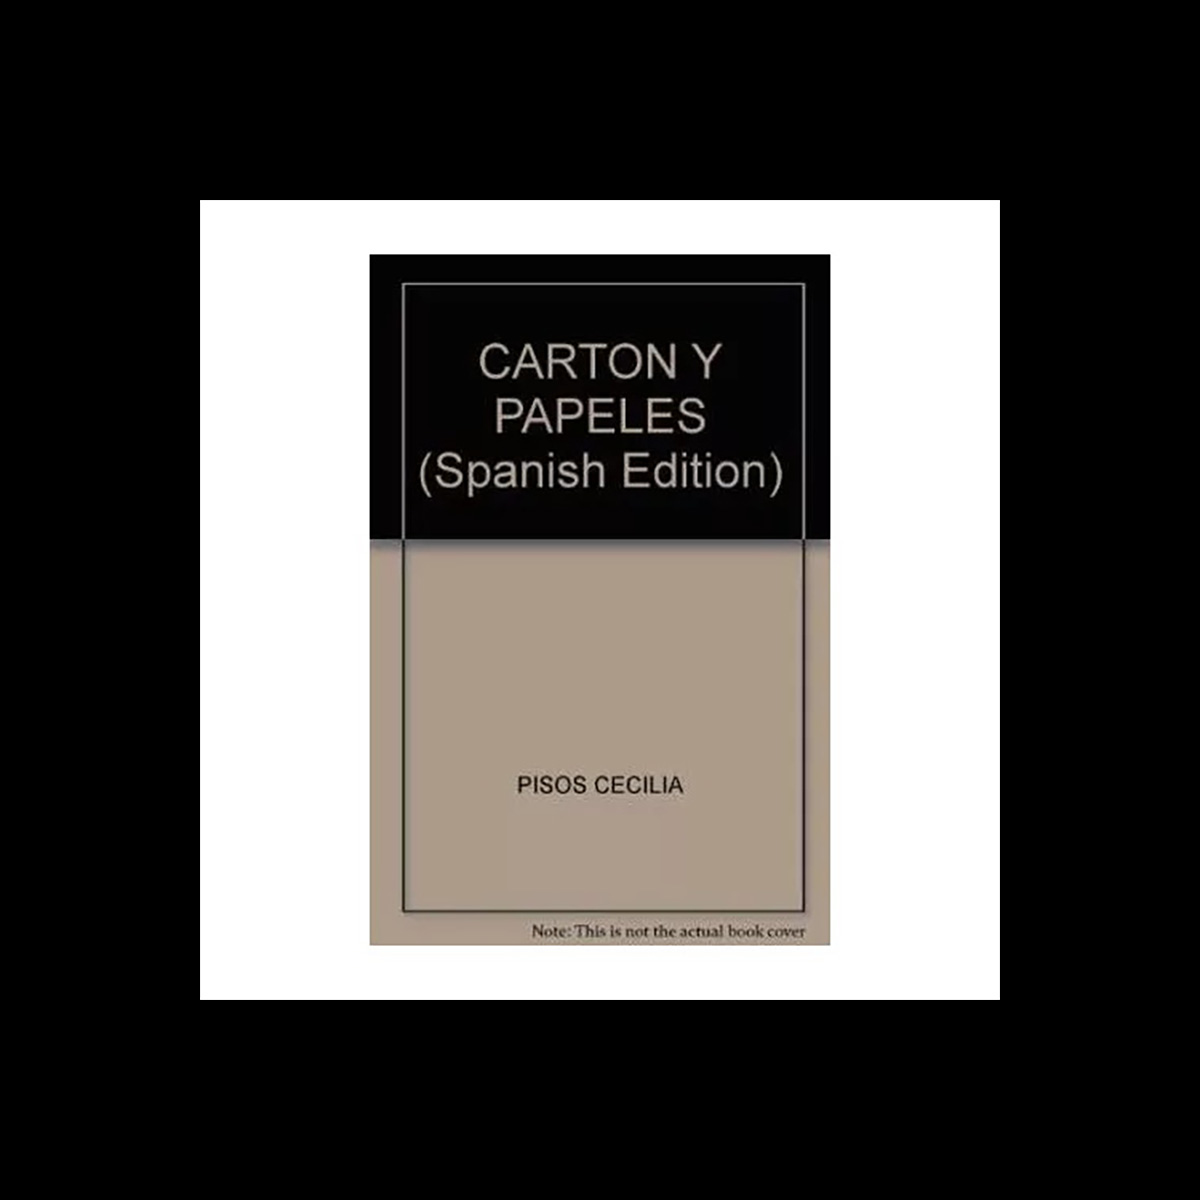 CARTON Y
PAPELES
(Spanish Edition)
PISOS CECILIA
Note: This is not the actual book cover